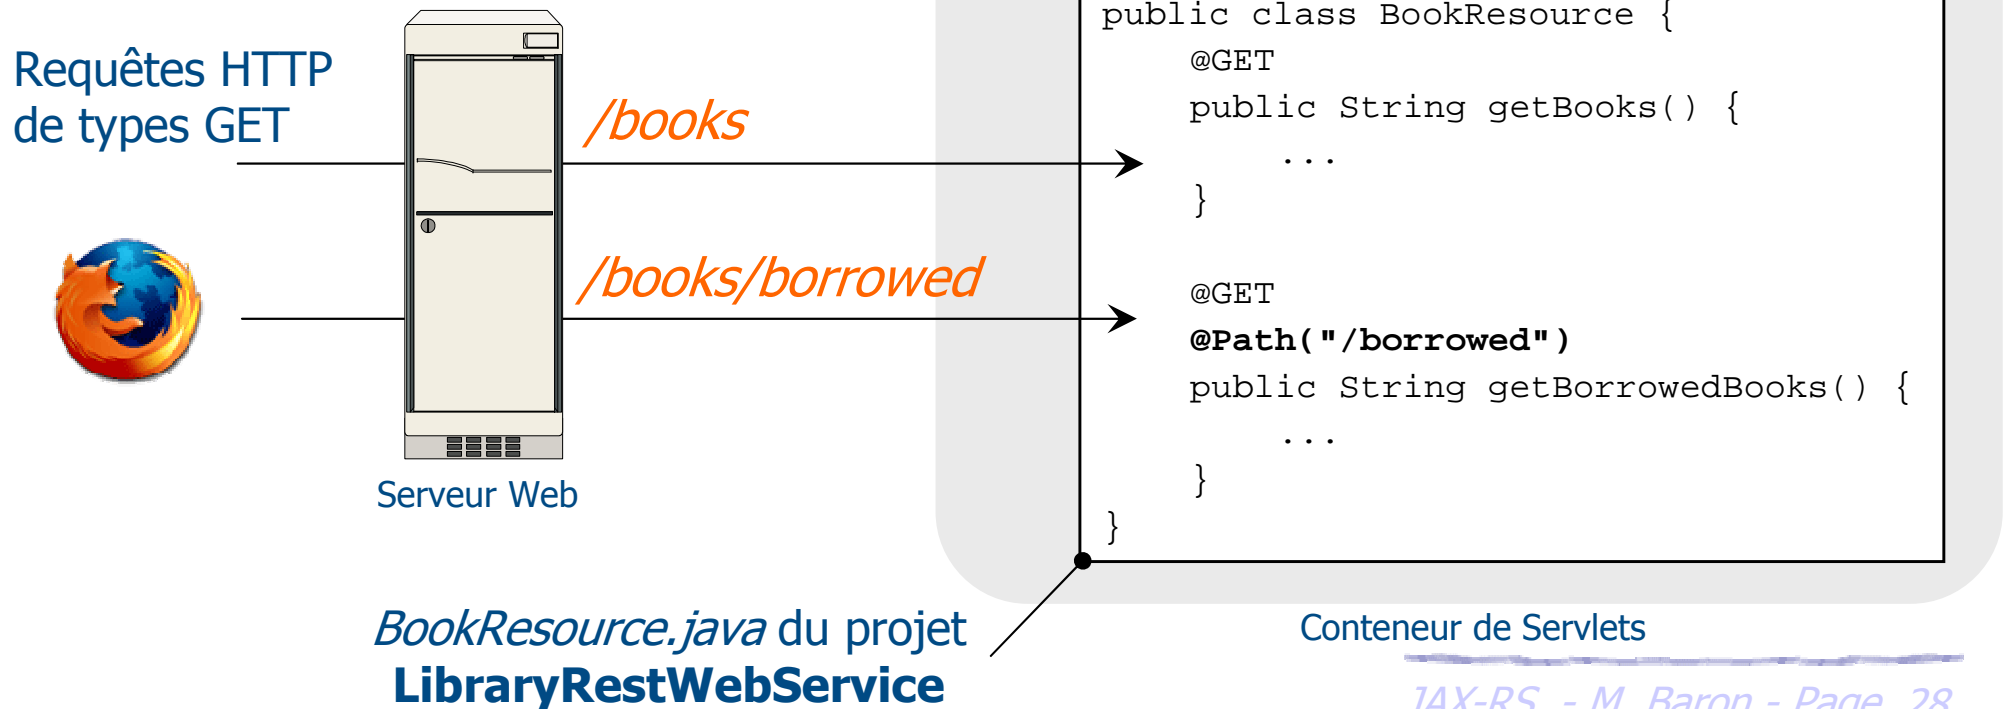 Requêtes HTTP
de types GET
/books
/books/borrowed
Serveur Web
public class BookResource {
@GET
public String getBooks() {
...
}
@GET
@Path("/borrowed")
public String getBorrowedBooks() {
...
}
}
BookResource.java du projet
LibraryRestWebService
Conteneur de Servlets
JAX-RS - M. Baron - Page 28